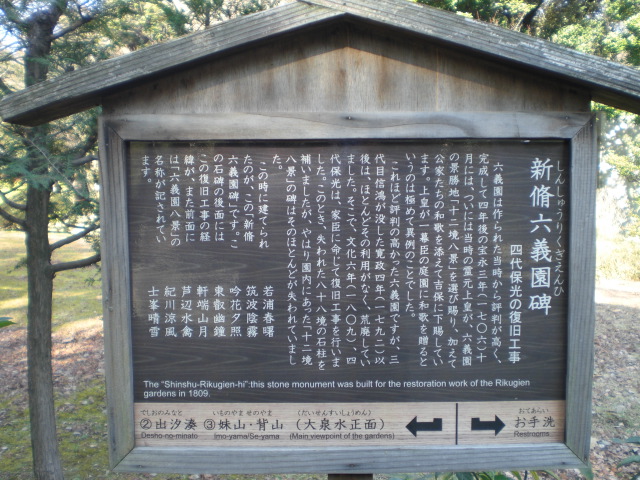 しんしゅうりくぎえんひ
新脩六義園碑
四代保光の復旧工事
六義園は作られた当時から評判が高く、
完成して四年後の宝永三年(一七〇六)十
月には、ついには当時の霊元上皇が、六義園
の景勝地「十二境八景」を選び賜り、加えて
公家たちの和歌を添えて吉保に下賜してい
ます。上皇が一幕臣の庭園に和歌を贈ると
いうのは極めて異例のことでした。
これほど評判の高かった六義園ですが、三
代目信鴻が没した寛政四年(一七九二)以
後は、ほとんどその利用がなく、荒廃してい
ました。そこで、文化六年(一八〇九)、四
代保光は、家臣に命じて復旧工事を行いま
した。このとき、失われた八十八境の石柱を
補いましたが、やはり園内にあった「十二境
八景」の碑はそのほとんどが失われていまし
た。
この時に建てられ
たのが、この「新脩
六義園碑」です。こ
の石碑の後面には
この復旧工事の経
緯が、また前面に
は「六義園八景」の
名称が記されてい
ます。
若浦春曙
筑波陰霧
吟花夕照
東叡幽鐘
軒端山月
芦辺水禽
紀川涼風
士峯晴雪
The "Shinshu-Rikugien-hi":this stone monument was built for the restoration work of the Rikugien
gardens in 1809.
でしおのみなと
②出汐湊
Desho-no-minato
いものやま せのやま
③妹山・背山
Imo-yama/Se-yama
(だいせんすいしょうめん)
(大泉水正面)
(Main viewpoint of the gardens)
おてあらい
お手洗
Restrooms